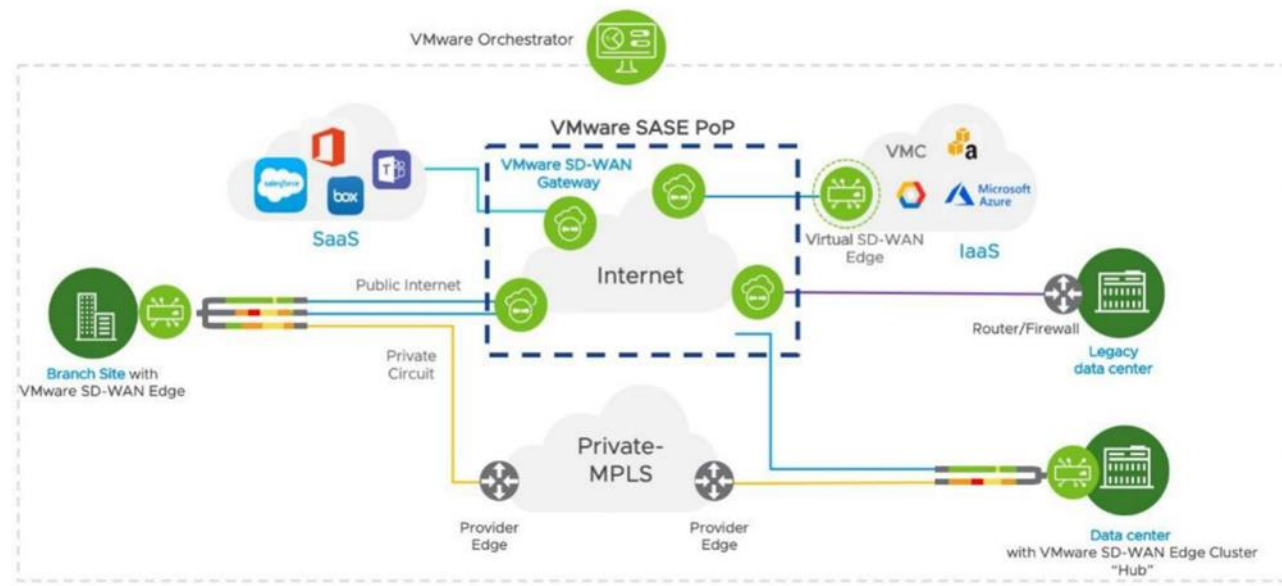 VMware Orchestrator
VMware SASE PoP
VMware SD-WAN
Gateway
salesforce
box
T
SaaS
VMC
a
Microsoft
Azure
Virtual SD-WAN
Edge
IaaS
Internet
Public Internet
Private
Circuit
Branch Site with
VMware SD-WAN Edge
Router/Firewall
Legacy
data center
Private-
MPLS
Provider
Edge
Provider
Edge
Data center
with VMware SD-WAN Edge Cluster
“Hub”